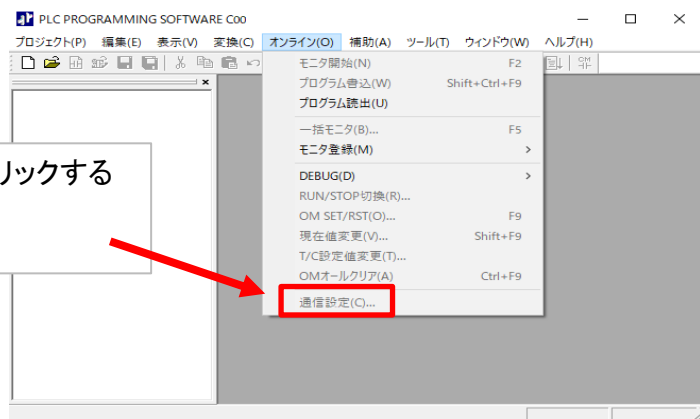 PLC PROGRAMMING SOFTWARE C00
プロジェクト(P) 編集(E) 表示(V) 変換(C) オンライン(O) 補助(A) ツール(T) ウィンドウ(W) ヘルプ(H)
モニタ開始(N) F2
プログラム書込(W) Shift+Ctrl+F9
プログラム読出(U)
一括モニタ(B)... F5
モニタ登録(M)
リックする
DEBUG(D)
RUN/STOP切換(R)...
OM SET/RST(O)... F9
現在値変更(V)... Shift+F9
T/C設定値変更(T)...
OMオールクリア(A) Ctrl+F9
通信設定(C)...